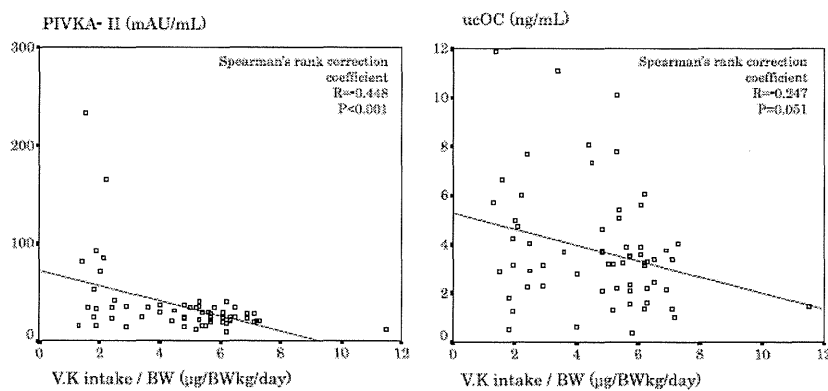 PIVKA- II (mAU/mL)
300
200
100
0
Spearman's rank correction
coefficient
R=-0.448
P<0.001
0 2 4 6 8 10 12
V.K intake / BW (μg/BWkg/day)
ucOC (ng/mL)
12
10
8
6
4
2
0
Spearman's rank correction
coefficient
R=-0.247
P=0.051
0 2 4 6 8 10 12
V.K intake / BW (μg/BWkg/day)